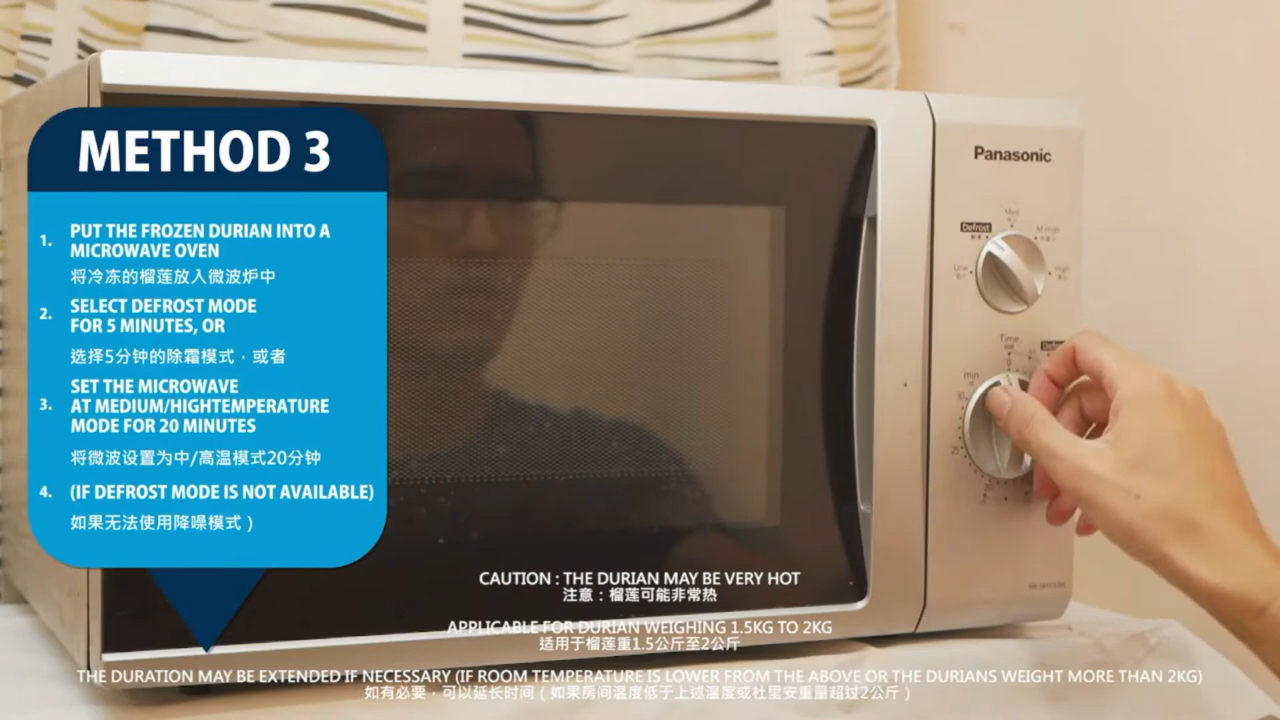 METHOD 3
1. PUT THE FROZEN DURIAN INTO A
MICROWAVE OVEN
将冷冻的榴莲放入微波炉中
2. SELECT DEFROST MODE
FOR 5 MINUTES, OR
选择5分钟的除霜模式，或者
3. SET THE MICROWAVE
AT MEDIUM/HIGHTEMPERATURE
MODE FOR 20 MINUTES
将微波设置为中/高温模式20分钟
4. (IF DEFROST MODE IS NOT AVAILABLE)
如果无法使用降噪模式）
Panasonic
Med
Defrost
M.High
Low
High
Time
min
30
25
20
CAUTION : THE DURIAN MAY BE VERY HOT
注意：榴莲可能非常热
APPLICABLE FOR DURIAN WEIGHING 1.5KG TO 2KG
适用于榴莲重1.5公斤至2公斤
THE DURATION MAY BE EXTENDED IF NECESSARY (IF ROOM TEMPERATURE IS LOWER FROM THE ABOVE OR THE DURIANS WEIGHT MORE THAN 2KG)
如有必要，可以延长时间（如果房间温度低于上述温度或杜里安重量超过2公斤）